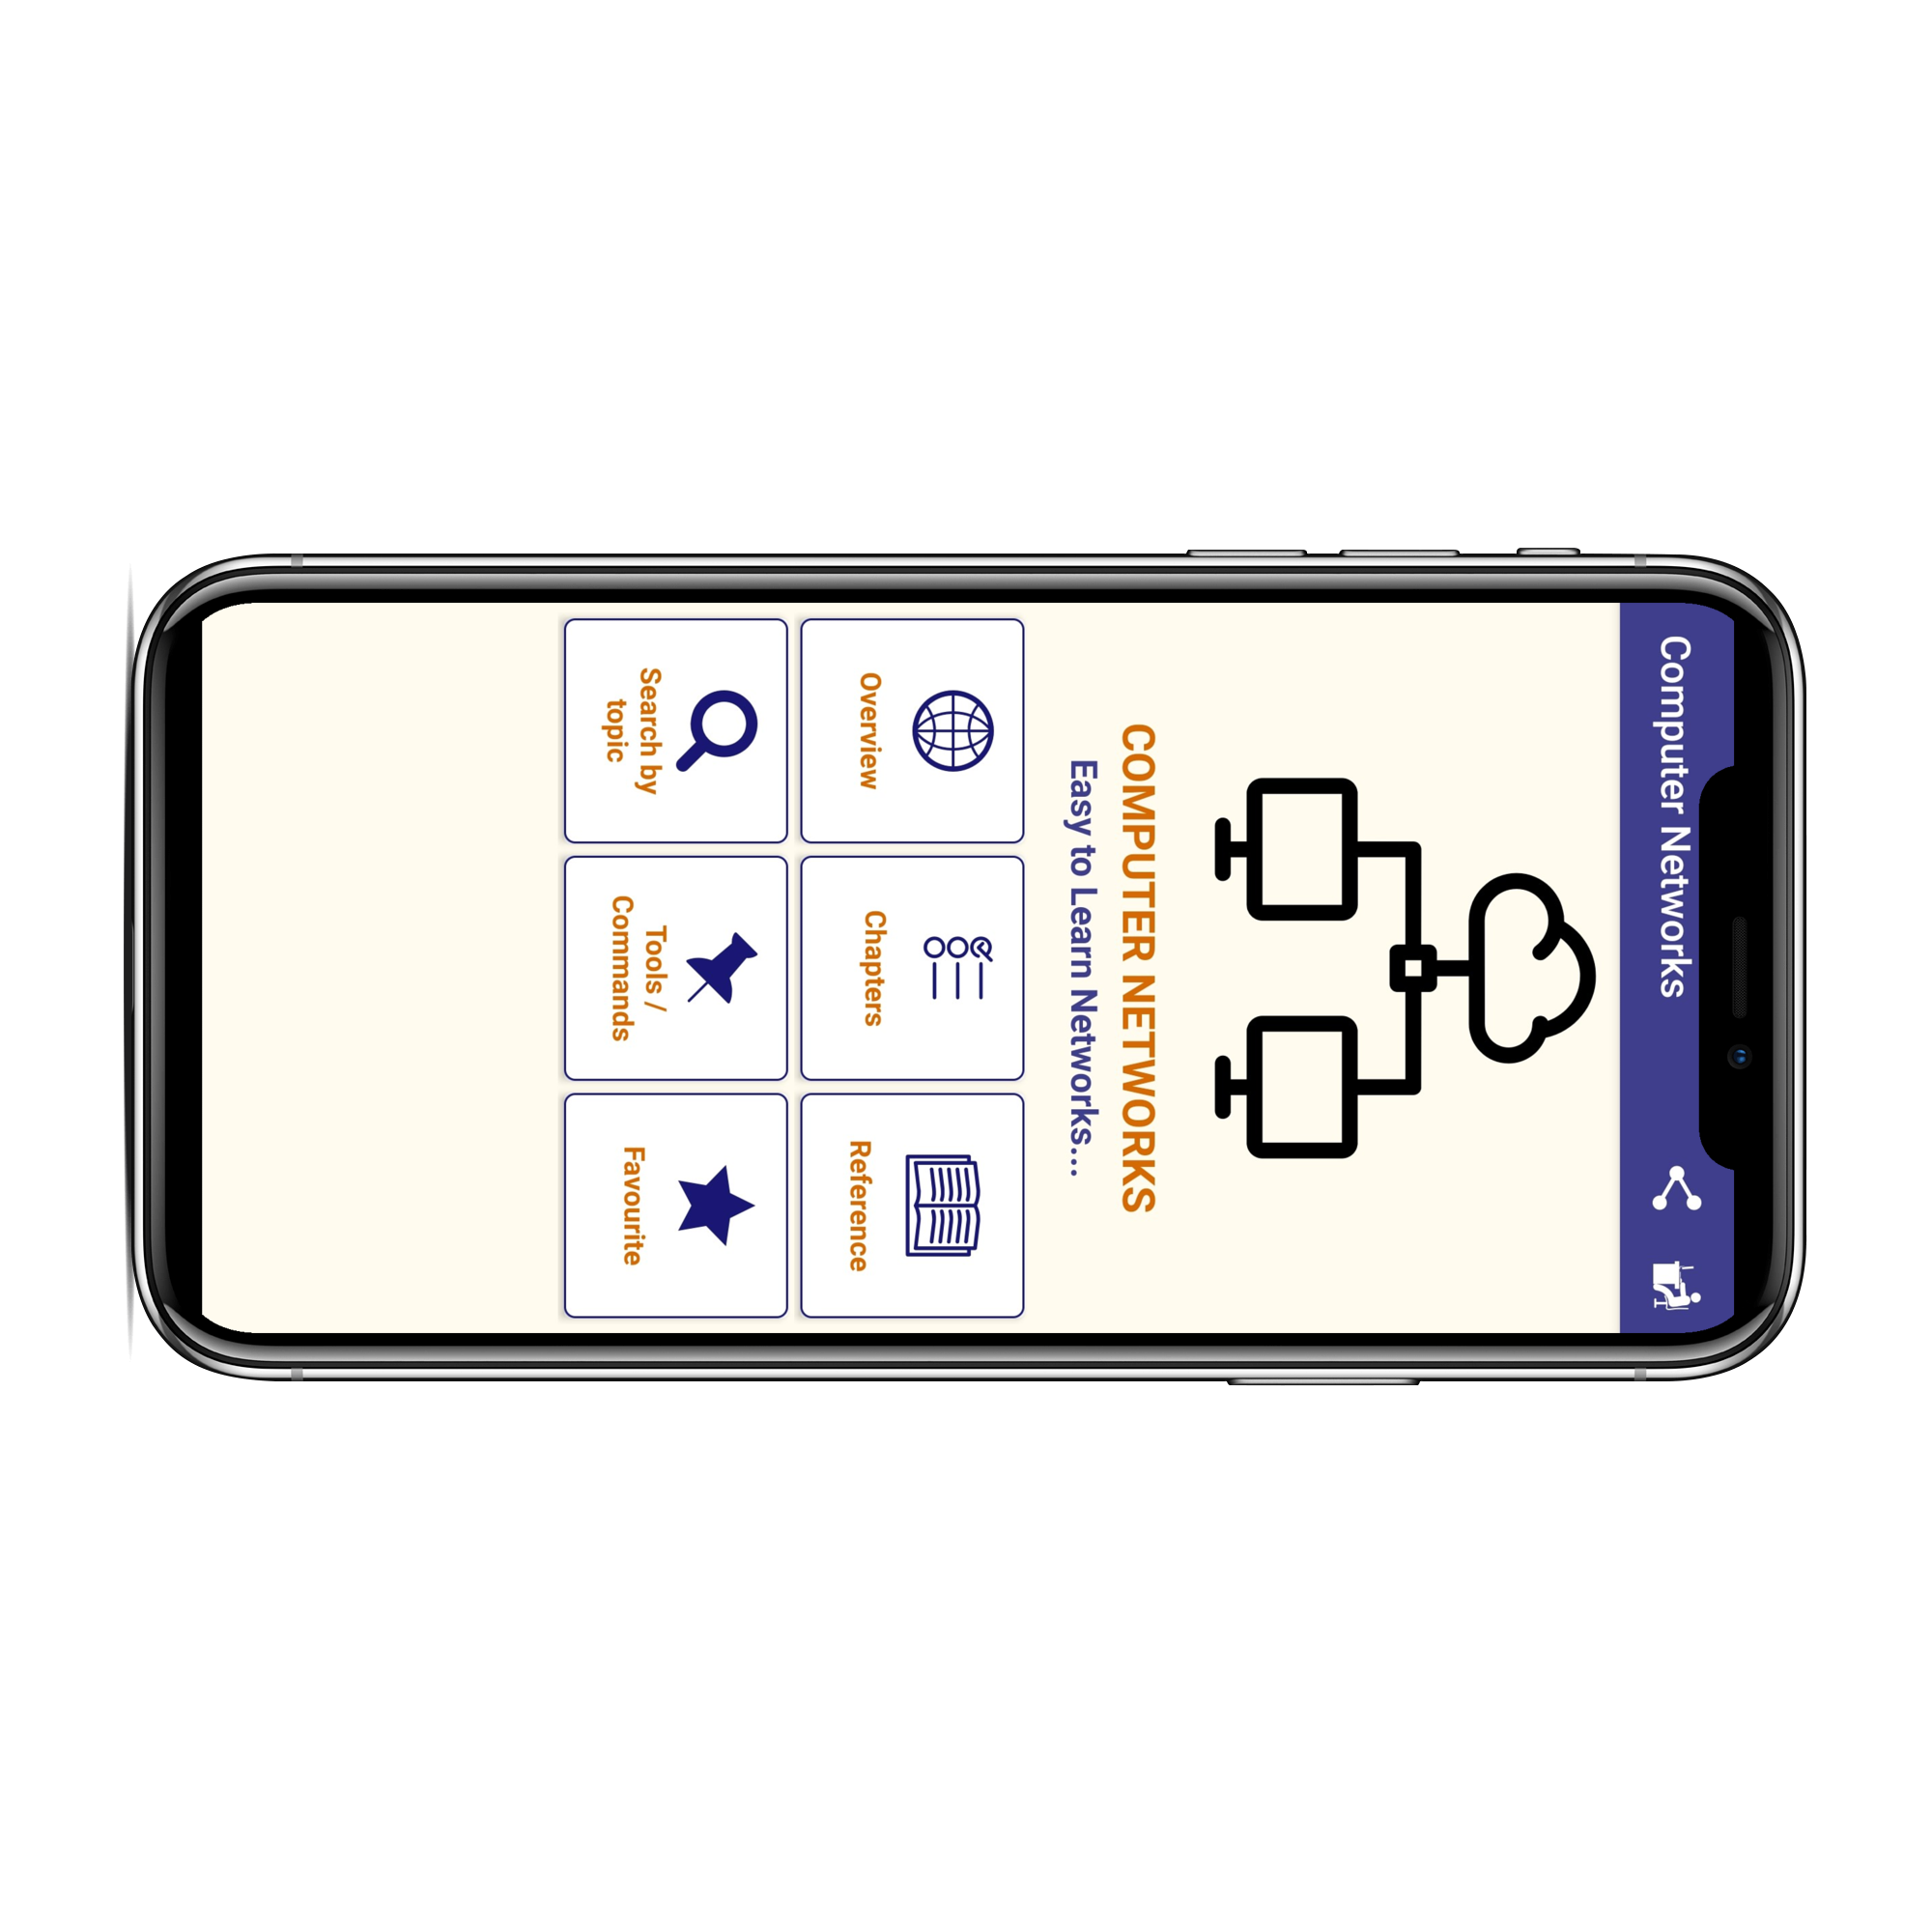 Computer Networks
COMPUTER NETWORKS
Easy to Learn Networks...
Overview
Chapters
Reference
Search by
topic
Tools /
Commands
Favourite